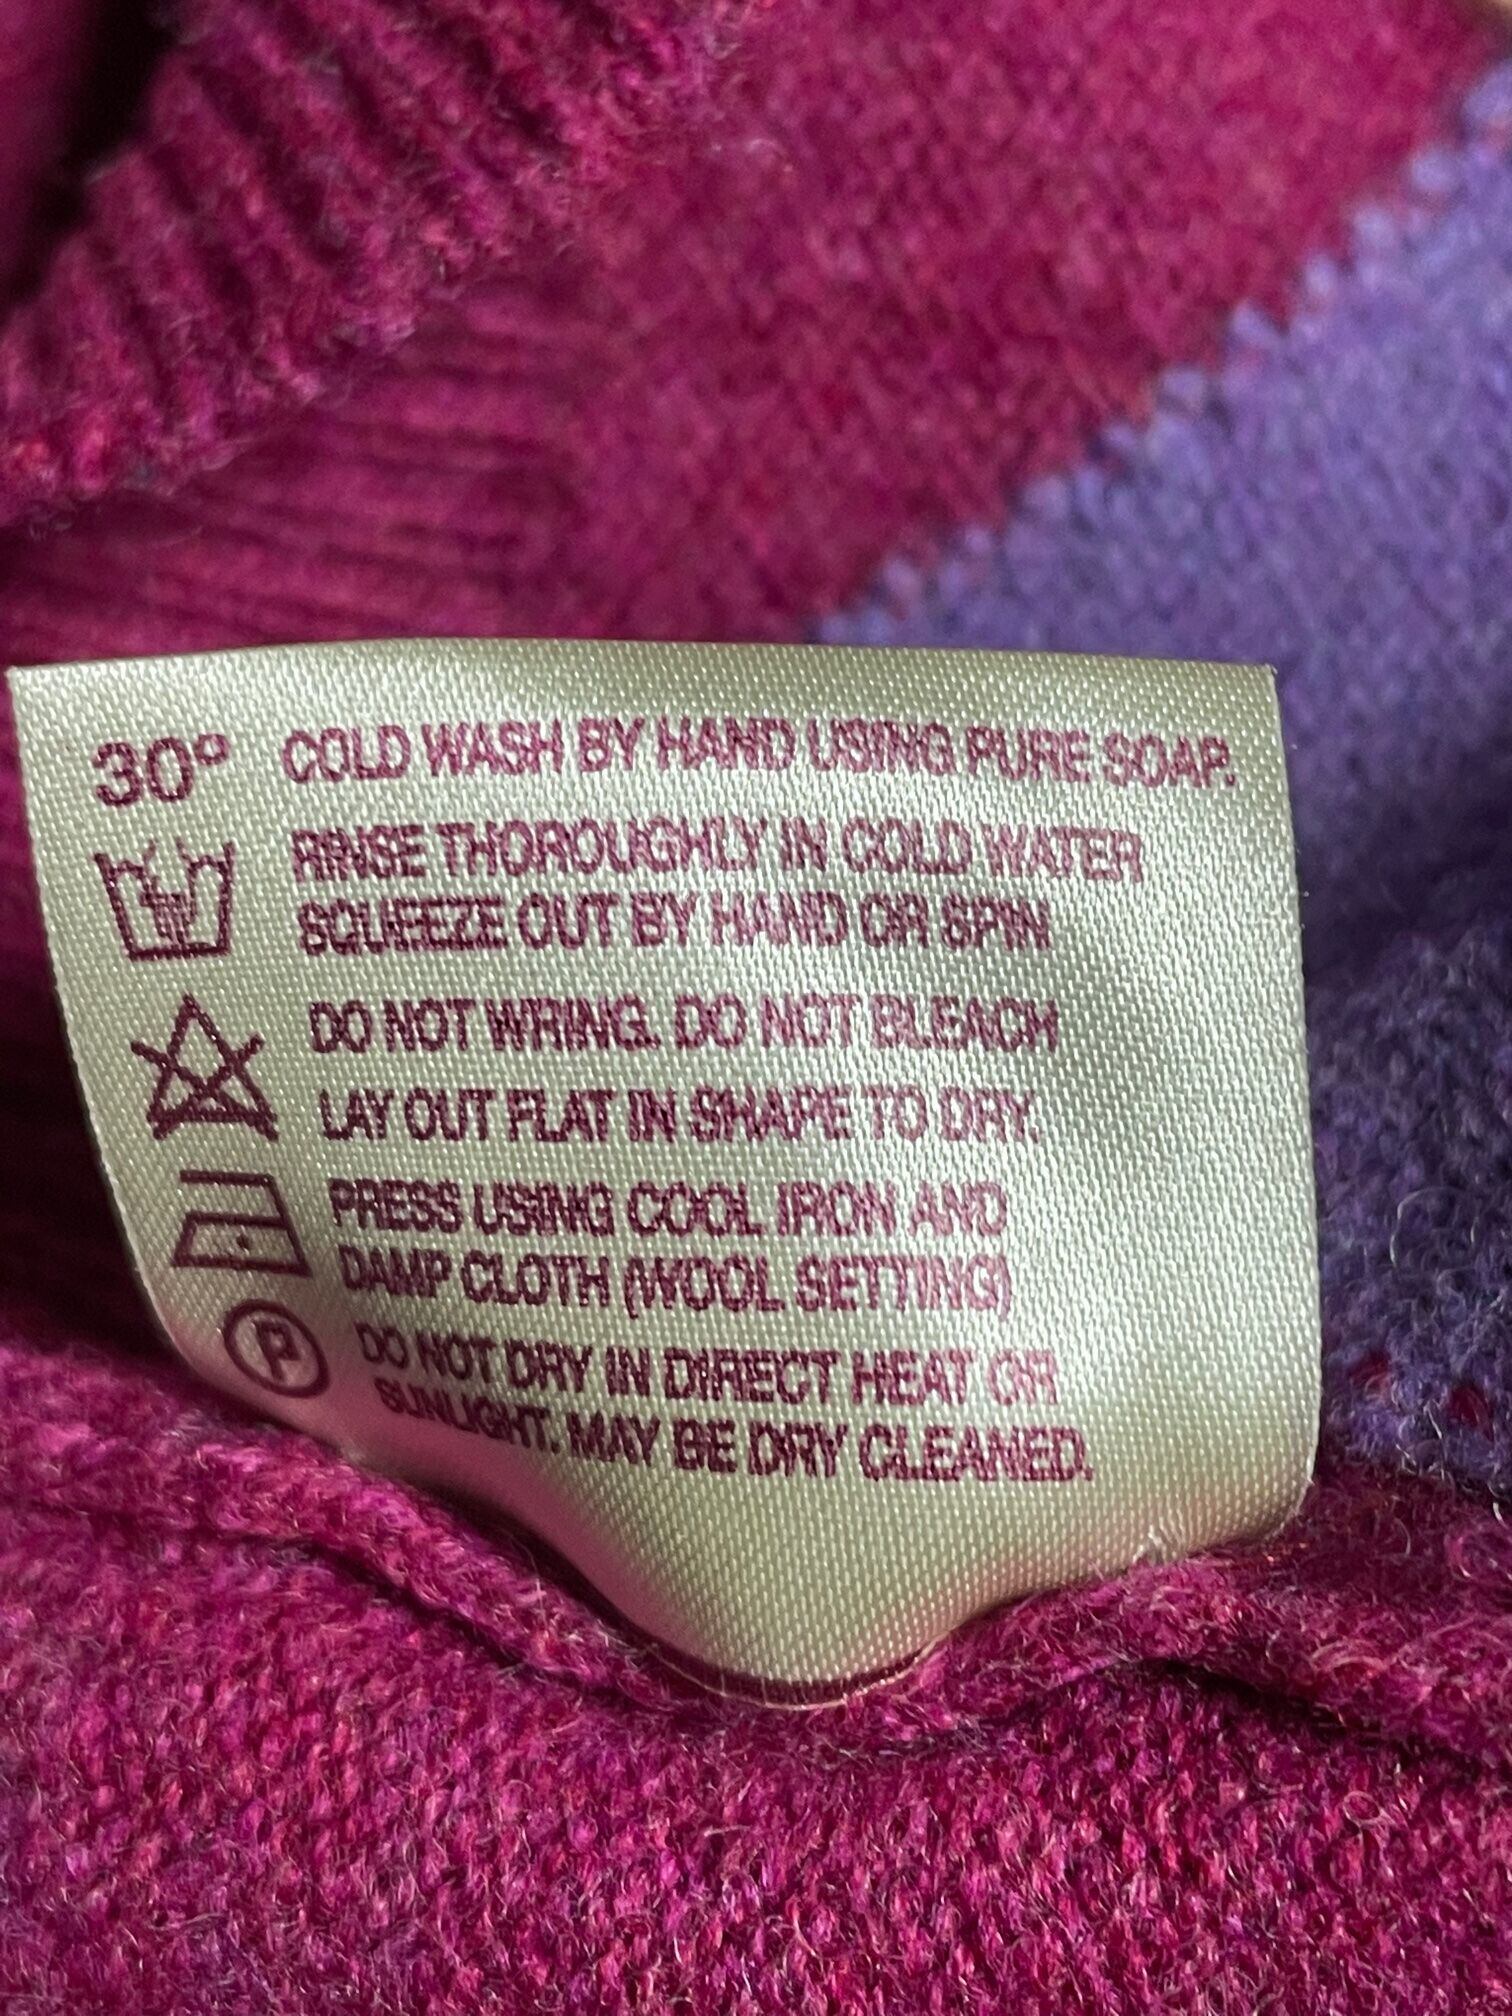 30° COLD WASH BY HAND USING PURE SOAP.
RINSE THOROUGHLY IN COLD WATER
SQUEEZE OUT BY HAND OR SPIN
DO NOT WRING. DO NOT BLEACH
LAY OUT FLAT IN SHAPE TO DRY.
PRESS USING COOL IRON AND
DAMP CLOTH (WOOL SETTING)
P DO NOT DRY IN DIRECT HEAT OR
SUNLIGHT. MAY BE DRY CLEANED.